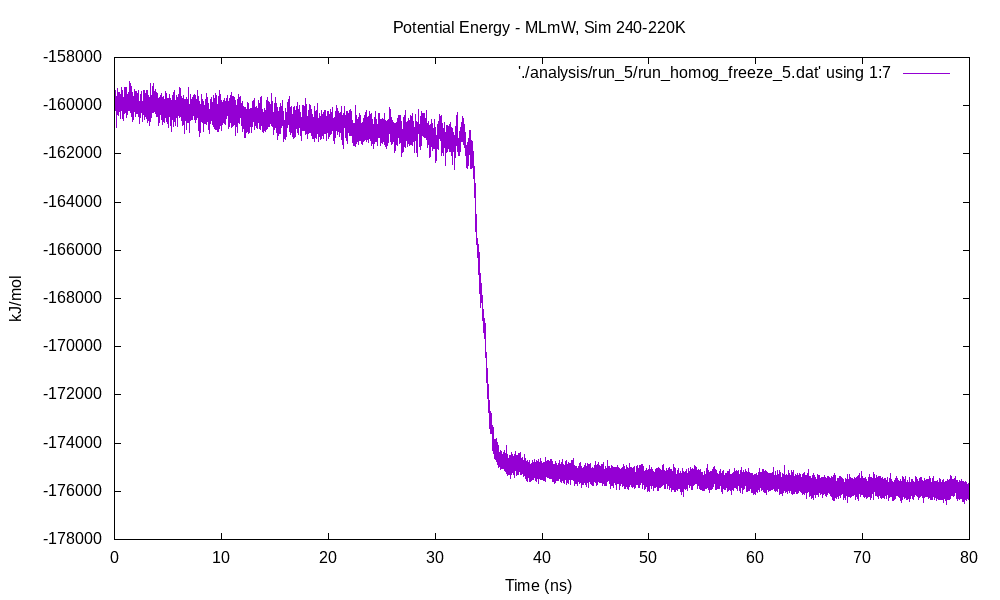 Potential Energy - MLmW, Sim 240-220K
'./analysis/run_5/run_homog_freeze_5.dat' using 1:7
kJ/mol
-158000
-160000
-162000
-164000
-166000
-168000
-170000
-172000
-174000
-176000
-178000
0 10 20 30 40 50 60 70 80
Time (ns)